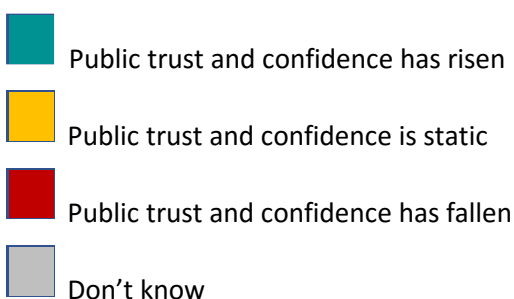 Public trust and confidence has risen
Public trust and confidence is static
Public trust and confidence has fallen
Don’t know